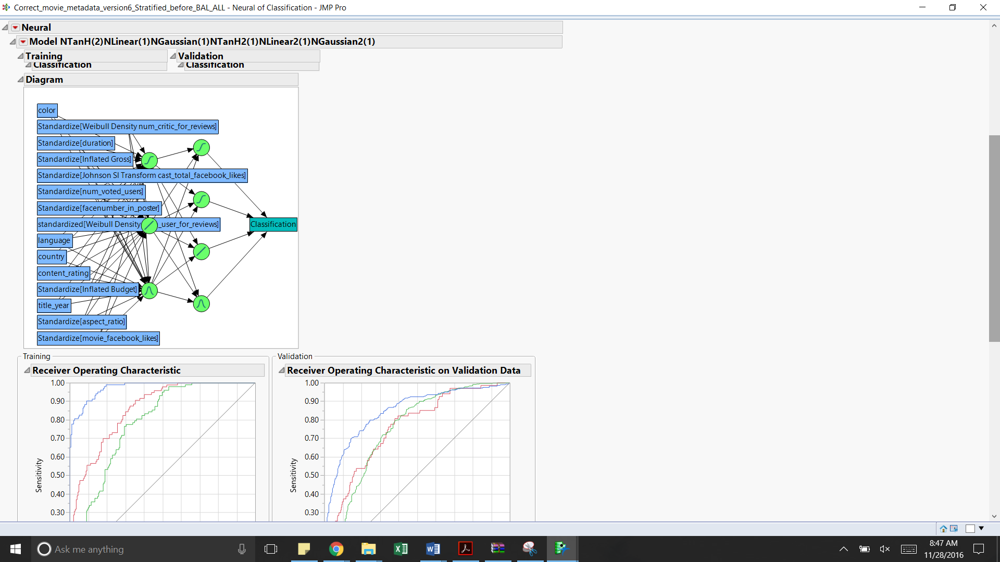 Correct_movie_metadata_version6_Stratified_before_BAL_ALL - Neural of Classification - JMP Pro
Neural
Model NTanH(2)NLinear(1)NGaussian(1)NTanH2(1)NLinear2(1)NGaussian2(1)
Training
Validation
Classification
Classification
Diagram
color
Standardize[Weibull Density num_critic_for_reviews]
Standardize[duration]
Standardize[Inflated Gross]
Standardize[Johnson Sl Transform cast_total_facebook_likes]
Standardize[num_voted_users]
Standardize[facenumber_in_poster]
standardized[Weibull Density _user_for_reviews]
Classification
language
country
content_rating
Standardize[Inflated Budget]
title_year
Standardize[aspect_ratio]
Standardize[movie_facebook_likes]
Training
Receiver Operating Characteristic
1.00
0.90
0.80
0.70
0.60
0.50
0.40
0.30
Sensitivity
Validation
Receiver Operating Characteristic on Validation Data
1.00
0.90
0.80
0.70
0.60
0.50
0.40
0.30
Sensitivity
Ask me anything
8:47 AM
11/28/2016